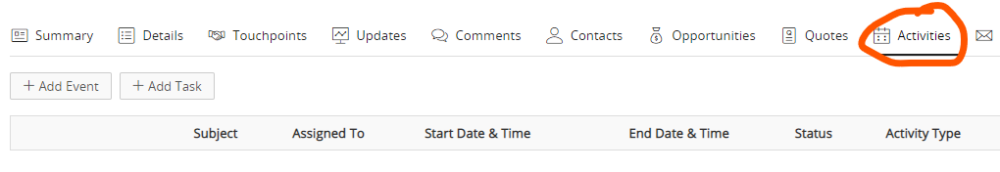 Summary Details Touchpoints Updates Comments Contacts Opportunities Quotes Activities
+ Add Event + Add Task
Subject Assigned To Start Date & Time End Date & Time Status Activity Type